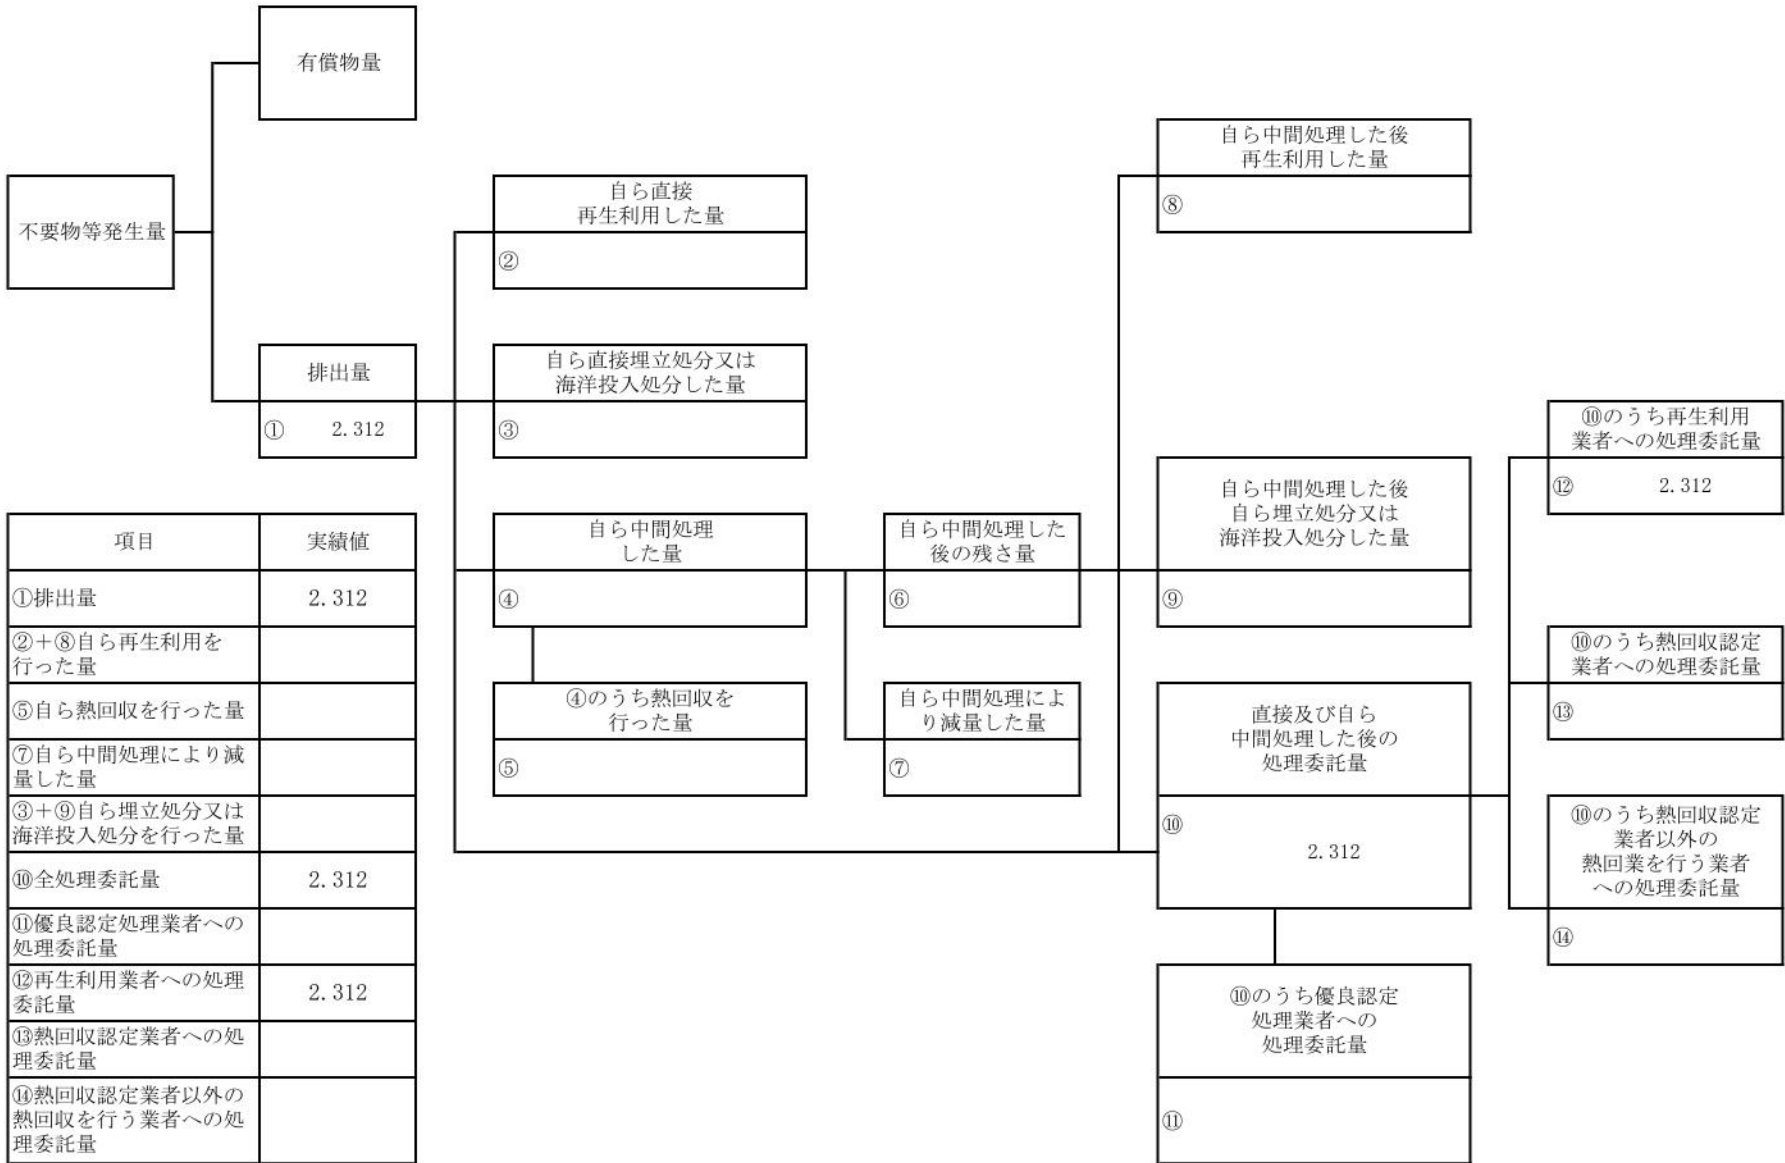 有償物量
不要物等発生量
排出量
① 2.312
自ら直接
再生利用した量
②
自ら直接埋立処分又は
海洋投入処分した量
③
自ら中間処理
した量
④
④のうち熱回収を
行った量
⑤
自ら中間処理した
後の残さ量
⑥
自ら中間処理によ
り減量した量
⑦
自ら中間処理した後
再生利用した量
⑧
自ら中間処理した後
自ら埋立処分又は
海洋投入処分した量
⑨
直接及び自ら
中間処理した後の
処理委託量
⑩
2.312
⑩のうち優良認定
処理業者への
処理委託量
⑪
⑩のうち再生利用
業者への処理委託量
⑫ 2.312
⑩のうち熱回収認定
業者への処理委託量
⑬
⑩のうち熱回収認定
業者以外の
熱回業を行う業者
への処理委託量
⑭
項目 実績値
①排出量 2.312
②+⑧自ら再生利用を
行った量
⑤自ら熱回収を行った量
⑦自ら中間処理により減
量した量
③+⑨自ら埋立処分又は
海洋投入処分を行った量
⑩全処理委託量 2.312
⑪優良認定処理業者への
処理委託量
⑫再生利用業者への処理
委託量 2.312
⑬熱回収認定業者への処
理委託量
⑭熱回収認定業者以外の
熱回収を行う業者への処
理委託量